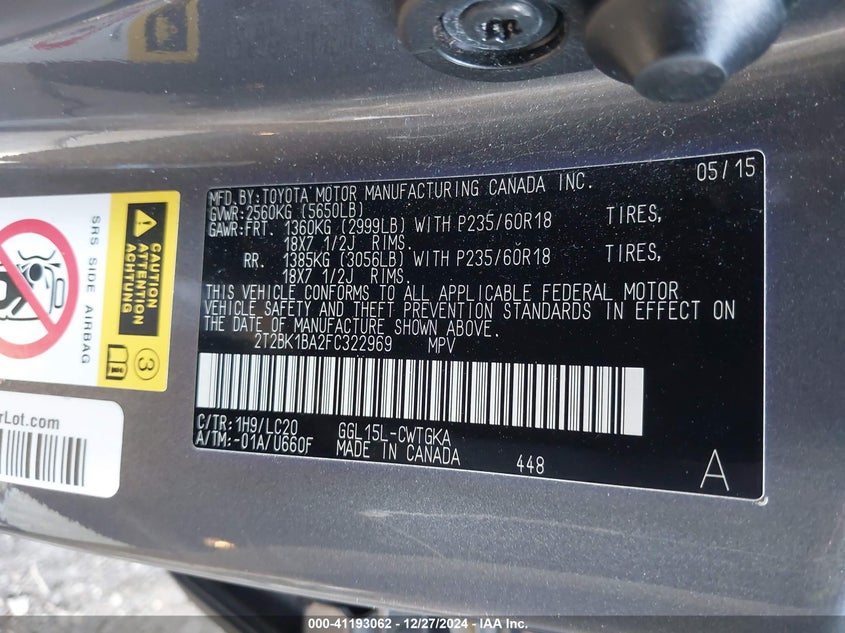 MFD.BY:TOYOTA MOTOR MANUFACTURING CANADA INC. 05/15
GVWR:2560KG (5650LB)
GAWR:FRT. 1360KG (2999LB) WITH P235/60R18 TIRES,
18X7 1/2J RIMS.
RR. 1385KG (3056LB) WITH P235/60R18 TIRES,
18X7 1/2J RIMS.
THIS VEHICLE CONFORMS TO ALL APPLICABLE FEDERAL MOTOR
VEHICLE SAFETY AND THEFT PREVENTION STANDARDS IN EFFECT ON
THE DATE OF MANUFACTURE SHOWN ABOVE.
2T2BK1BA2FC322969 MPV
C/TR:1H9/LC20 GGL15L-CWTGKA
A/TM:-01A/U660F MADE IN CANADA 448 A
SRS SIDE AIRBAG
CAUTION
ATTENTION
ACHTUNG
3
rLot.com
000-41193062 - 12/27/2024 - IAA Inc.